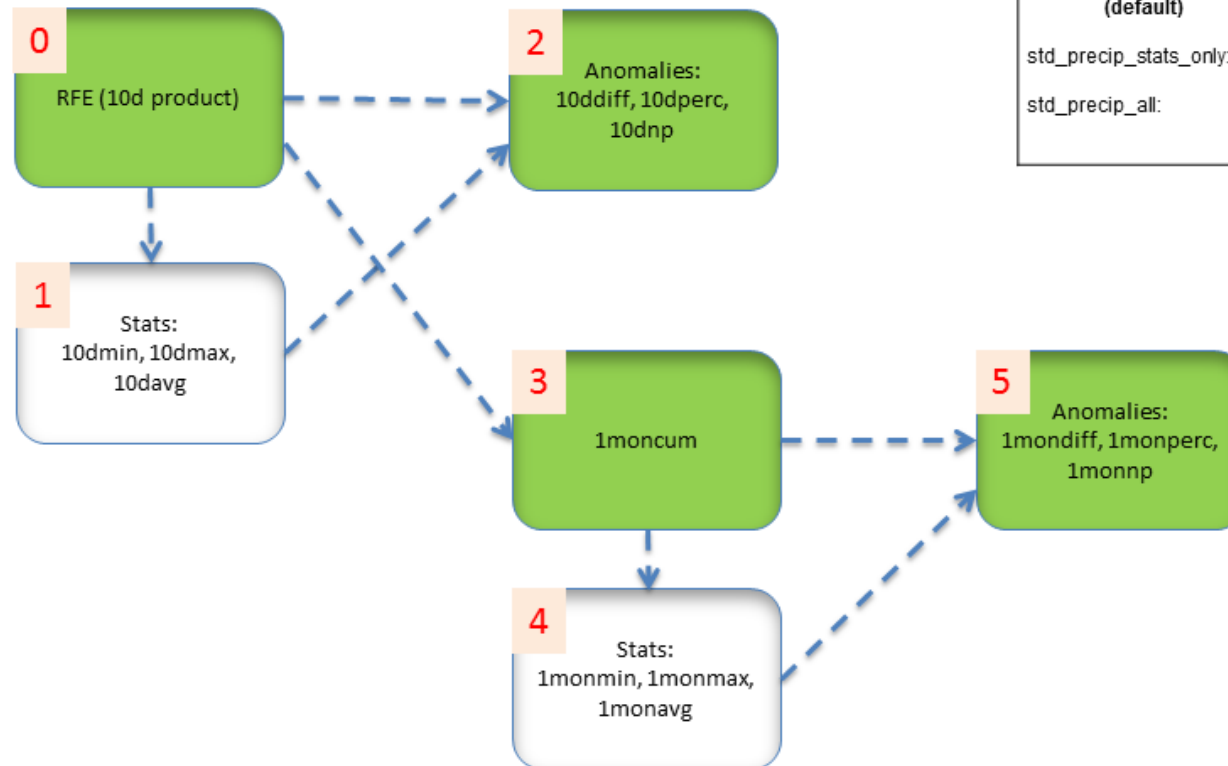 0
RFE (10d product)
2
Anomalies:
10ddiff, 10dperc,
10dnp
(default)
std_precip_stats_only:
std_precip_all:
1
Stats:
10dmin, 10dmax,
10davg
3
1moncum
5
Anomalies:
1mondiff, 1monperc,
1monnp
4
Stats:
1monmin, 1monmax,
1monavg